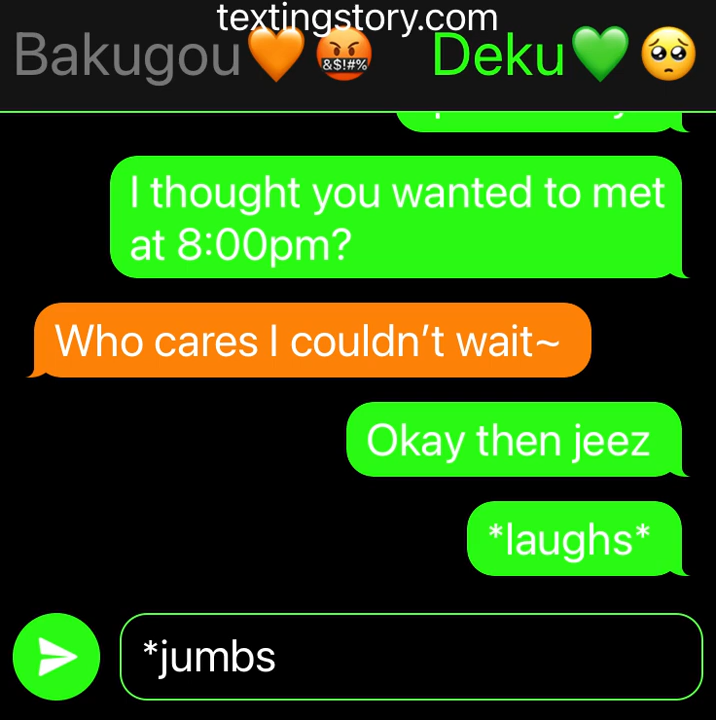 textingstory.com
Bakugou🧡🤬 Deku💚🥺
I thought you wanted to met
at 8:00pm?
Who cares I couldn't wait~
Okay then jeez
*laughs*
*jumbs